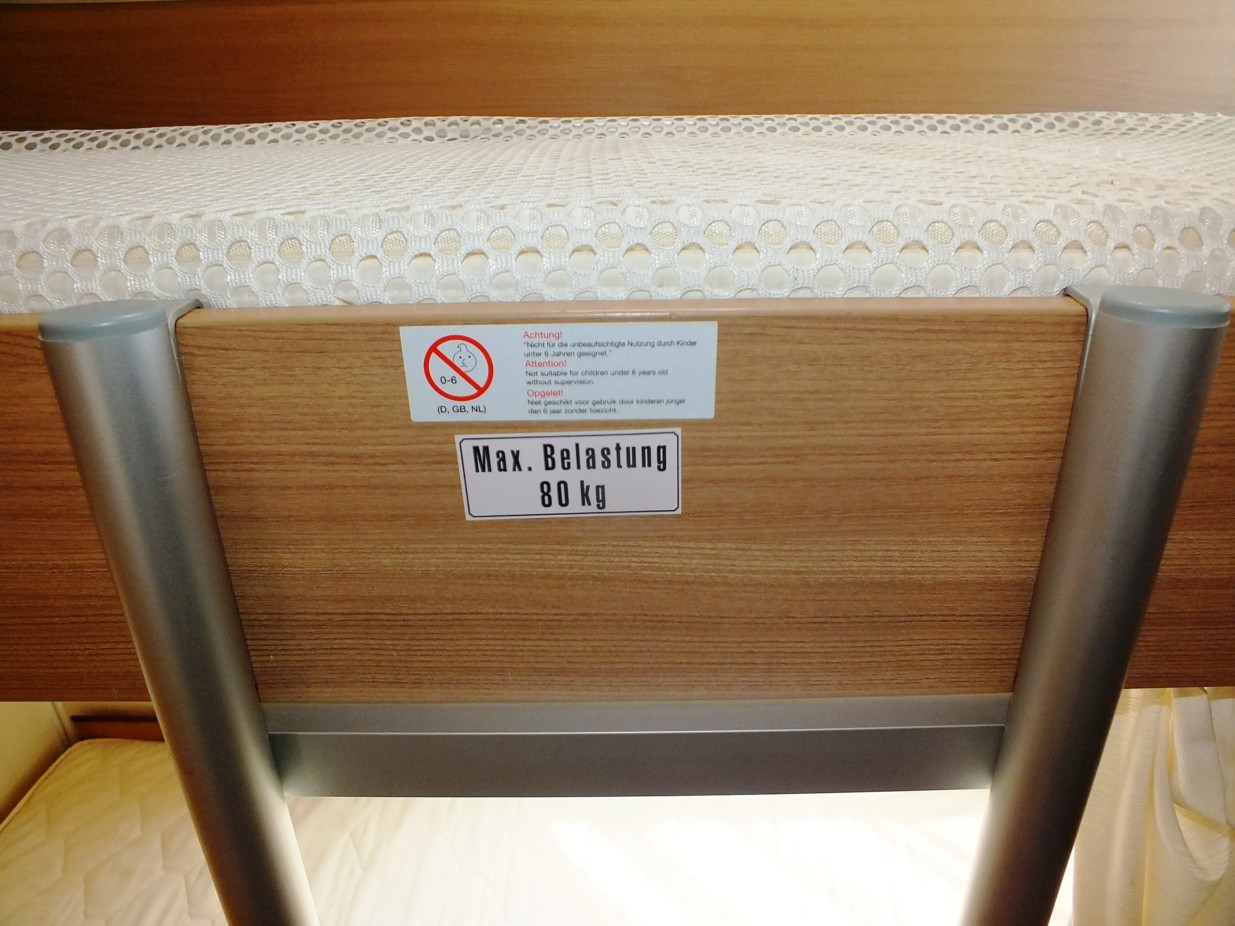 0-6
(D, GB, NL)
Achtung!
"Nicht für die unbeaufsichtigte Nutzung durch Kinder
unter 6 Jahren geeignet."
Attention!
Not suitable for children under 6 years old
without supervision.
Opgelet!
Niet geschikt voor gebruik door kinderen jonger
dan 6 jaar zonder toezicht.
Max. Belastung
80 kg